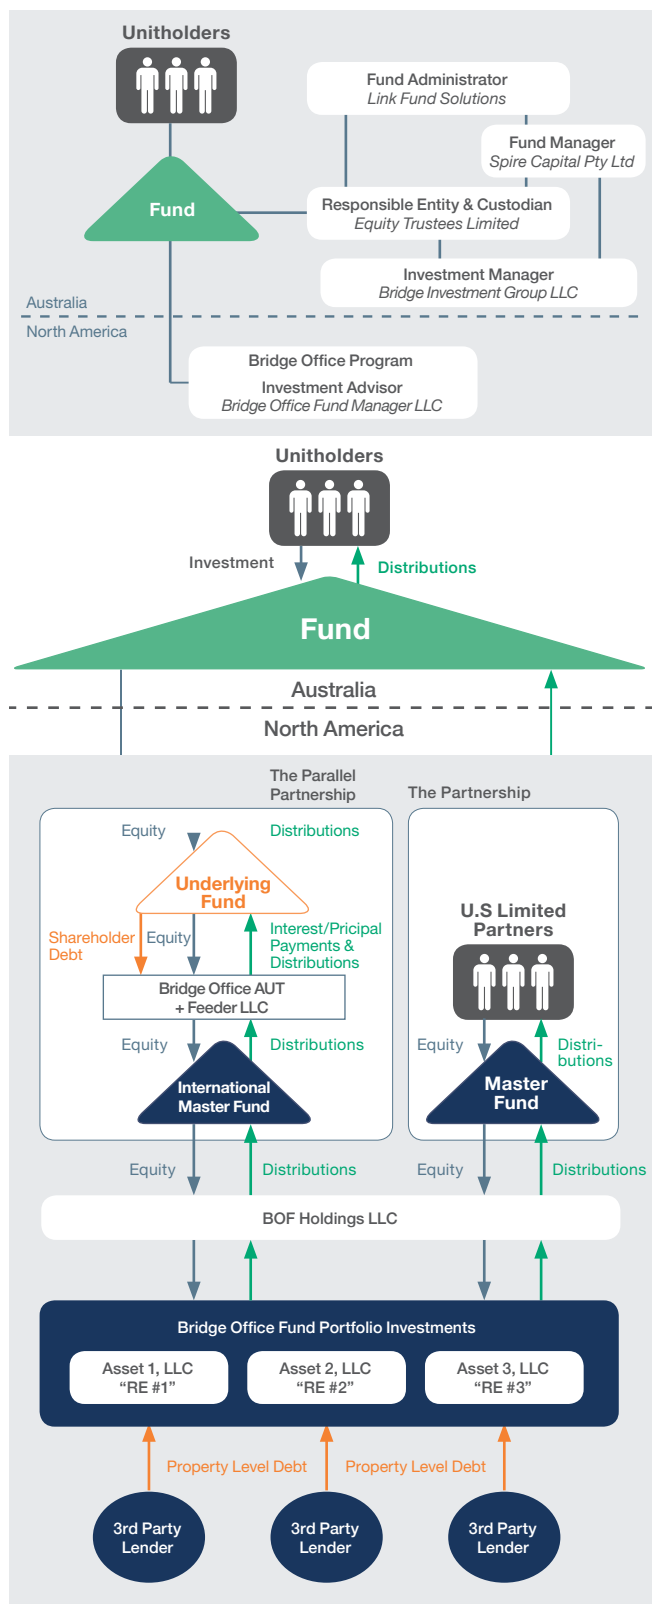 Unitholders
Fund Administrator
Link Fund Solutions
Fund Manager
Spire Capital Pty Ltd
Fund
Responsible Entity & Custodian
Equity Trustees Limited
Investment Manager
Bridge Investment Group LLC
Australia
North America
Bridge Office Program
Investment Advisor
Bridge Office Fund Manager LLC
Unitholders
Investment
Distributions
Fund
Australia
North America
The Parallel
Partnership
The Partnership
Equity
Distributions
Underlying
Fund
Shareholder
Debt
Equity
Interest/Pricipal
Payments &
Distributions
U.S Limited
Partners
Bridge Office AUT
+ Feeder LLC
Equity
Distributions
Equity
Distri-
butions
International
Master Fund
Master
Fund
Equity
Distributions
Equity
Distributions
BOF Holdings LLC
Bridge Office Fund Portfolio Investments
Asset 1, LLC
“RE #1”
Asset 2, LLC
“RE #2”
Asset 3, LLC
“RE #3”
Property Level Debt
Property Level Debt
3rd Party
Lender
3rd Party
Lender
3rd Party
Lender